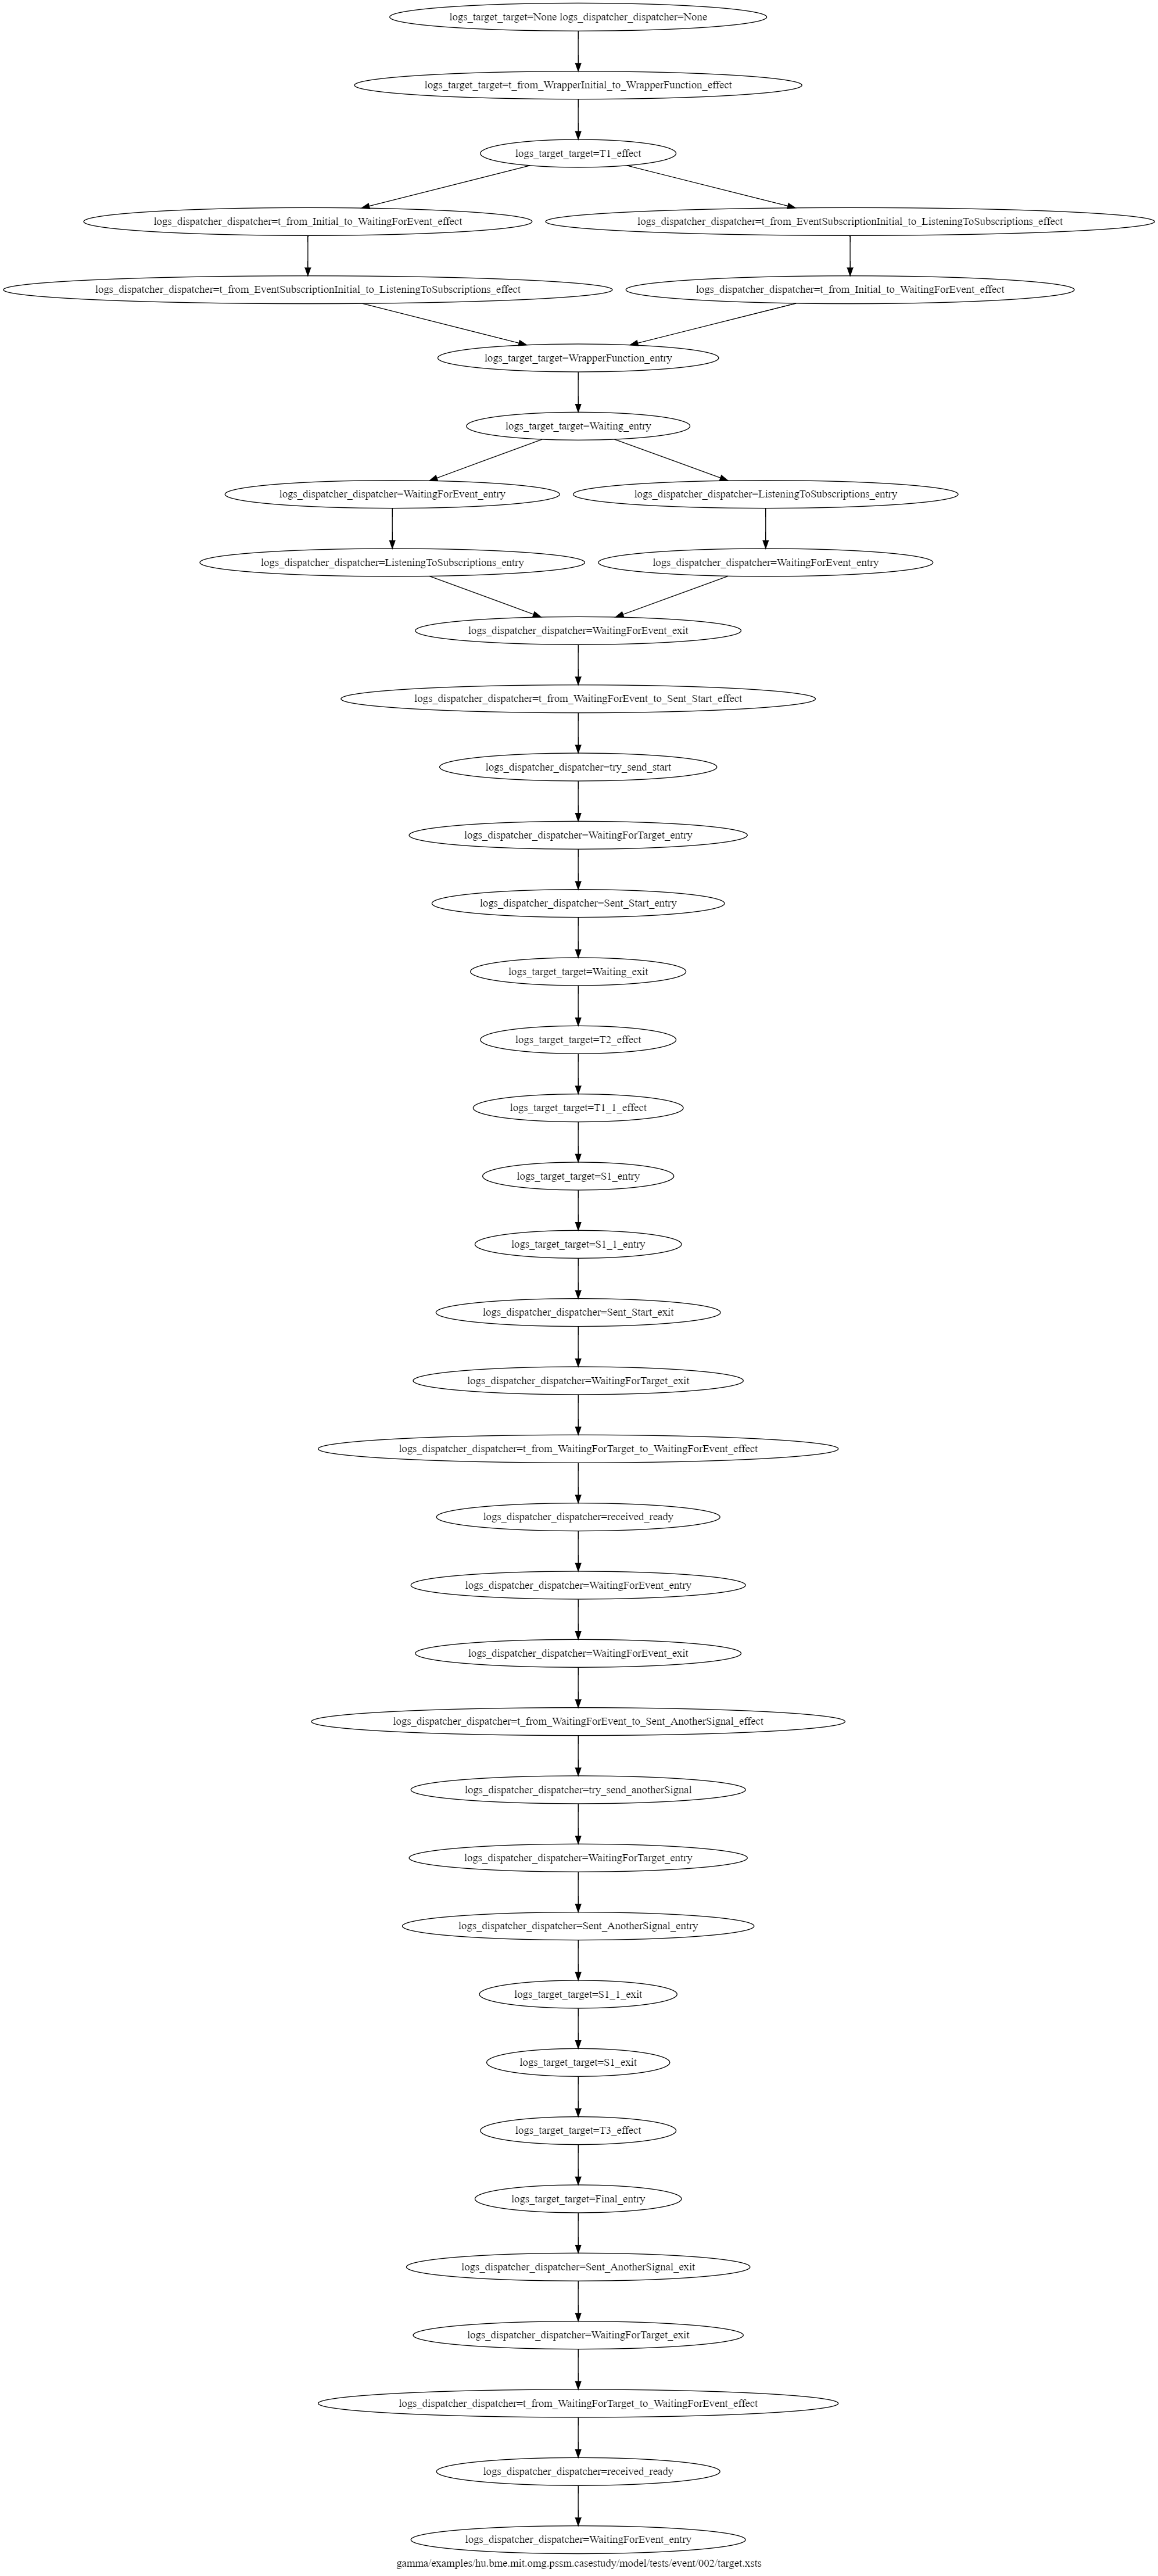 logs_target_target=None logs_dispatcher_dispatcher=None
logs_target_target=t_from_WrapperInitial_to_WrapperFunction_effect
logs_target_target=T1_effect
logs_dispatcher_dispatcher=t_from_Initial_to_WaitingForEvent_effect
logs_dispatcher_dispatcher=t_from_EventSubscriptionInitial_to_ListeningToSubscriptions_effect
logs_dispatcher_dispatcher=t_from_EventSubscriptionInitial_to_ListeningToSubscriptions_effect
logs_dispatcher_dispatcher=t_from_Initial_to_WaitingForEvent_effect
logs_target_target=WrapperFunction_entry
logs_target_target=Waiting_entry
logs_dispatcher_dispatcher=WaitingForEvent_entry
logs_dispatcher_dispatcher=ListeningToSubscriptions_entry
logs_dispatcher_dispatcher=ListeningToSubscriptions_entry
logs_dispatcher_dispatcher=WaitingForEvent_entry
logs_dispatcher_dispatcher=WaitingForEvent_exit
logs_dispatcher_dispatcher=t_from_WaitingForEvent_to_Sent_Start_effect
logs_dispatcher_dispatcher=try_send_start
logs_dispatcher_dispatcher=WaitingForTarget_entry
logs_dispatcher_dispatcher=Sent_Start_entry
logs_target_target=Waiting_exit
logs_target_target=T2_effect
logs_target_target=T1_1_effect
logs_target_target=S1_entry
logs_target_target=S1_1_entry
logs_dispatcher_dispatcher=Sent_Start_exit
logs_dispatcher_dispatcher=WaitingForTarget_exit
logs_dispatcher_dispatcher=t_from_WaitingForTarget_to_WaitingForEvent_effect
logs_dispatcher_dispatcher=received_ready
logs_dispatcher_dispatcher=WaitingForEvent_entry
logs_dispatcher_dispatcher=WaitingForEvent_exit
logs_dispatcher_dispatcher=t_from_WaitingForEvent_to_Sent_AnotherSignal_effect
logs_dispatcher_dispatcher=try_send_anotherSignal
logs_dispatcher_dispatcher=WaitingForTarget_entry
logs_dispatcher_dispatcher=Sent_AnotherSignal_entry
logs_target_target=S1_1_exit
logs_target_target=S1_exit
logs_target_target=T3_effect
logs_target_target=Final_entry
logs_dispatcher_dispatcher=Sent_AnotherSignal_exit
logs_dispatcher_dispatcher=WaitingForTarget_exit
logs_dispatcher_dispatcher=t_from_WaitingForTarget_to_WaitingForEvent_effect
logs_dispatcher_dispatcher=received_ready
logs_dispatcher_dispatcher=WaitingForEvent_entry
gamma/examples/hu.bme.mit.omg.pssm.casestudy/model/tests/event/002/target.xsts